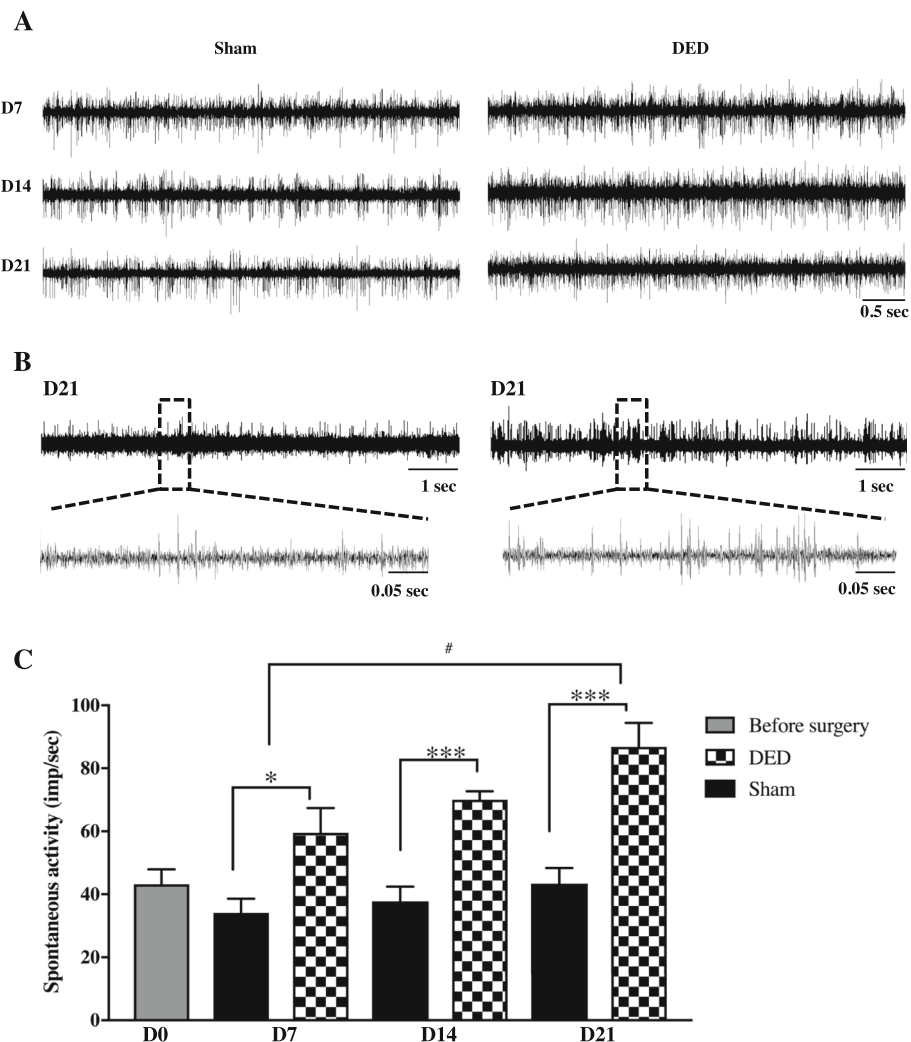 A
Sham DED
D7
D14
D21
0.5 sec
B
D21 D21
1 sec 1 sec
0.05 sec 0.05 sec
C
#
***
***
*
Spontaneous activity (imp/sec)
100
80
60
40
20
0
D0 D7 D14 D21
Before surgery
DED
Sham